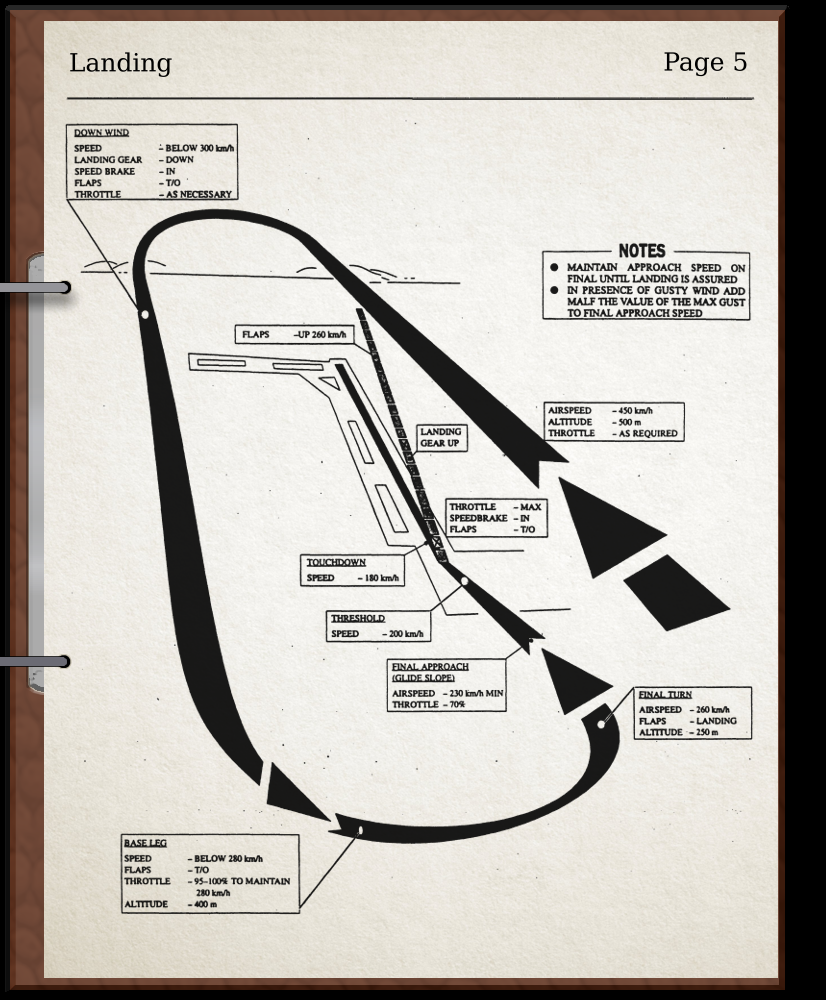 Landing
Page 5
DOWN WIND
SPEED – BELOW 300 km/h
LANDING GEAR – DOWN
SPEED BRAKE – IN
FLAPS – T/O
THROTTLE – AS NECESSARY
NOTES
● MAINTAIN APPROACH SPEED ON
FINAL UNTIL LANDING IS ASSURED
● IN PRESENCE OF GUSTY WIND ADD
MALF THE VALUE OF THE MAX GUST
TO FINAL APPROACH SPEED
FLAPS –UP 260 km/h
AIRSPEED – 450 km/h
ALTITUDE – 500 m
THROTTLE – AS REQUIRED
LANDING
GEAR UP
THROTTLE – MAX
SPEEDBRAKE – IN
FLAPS – T/O
TOUCHDOWN
SPEED – 180 km/h
THRESHOLD
SPEED – 200 km/h
FINAL APPROACH
(GLIDE SLOPE)
AIRSPEED – 230 km/h MIN
THROTTLE – 70%
FINAL TURN
AIRSPEED – 260 km/h
FLAPS – LANDING
ALTITUDE – 250 m
BASE LEG
SPEED – BELOW 280 km/h
FLAPS – T/O
THROTTLE – 95–100% TO MAINTAIN
280 km/h
ALTITUDE – 400 m